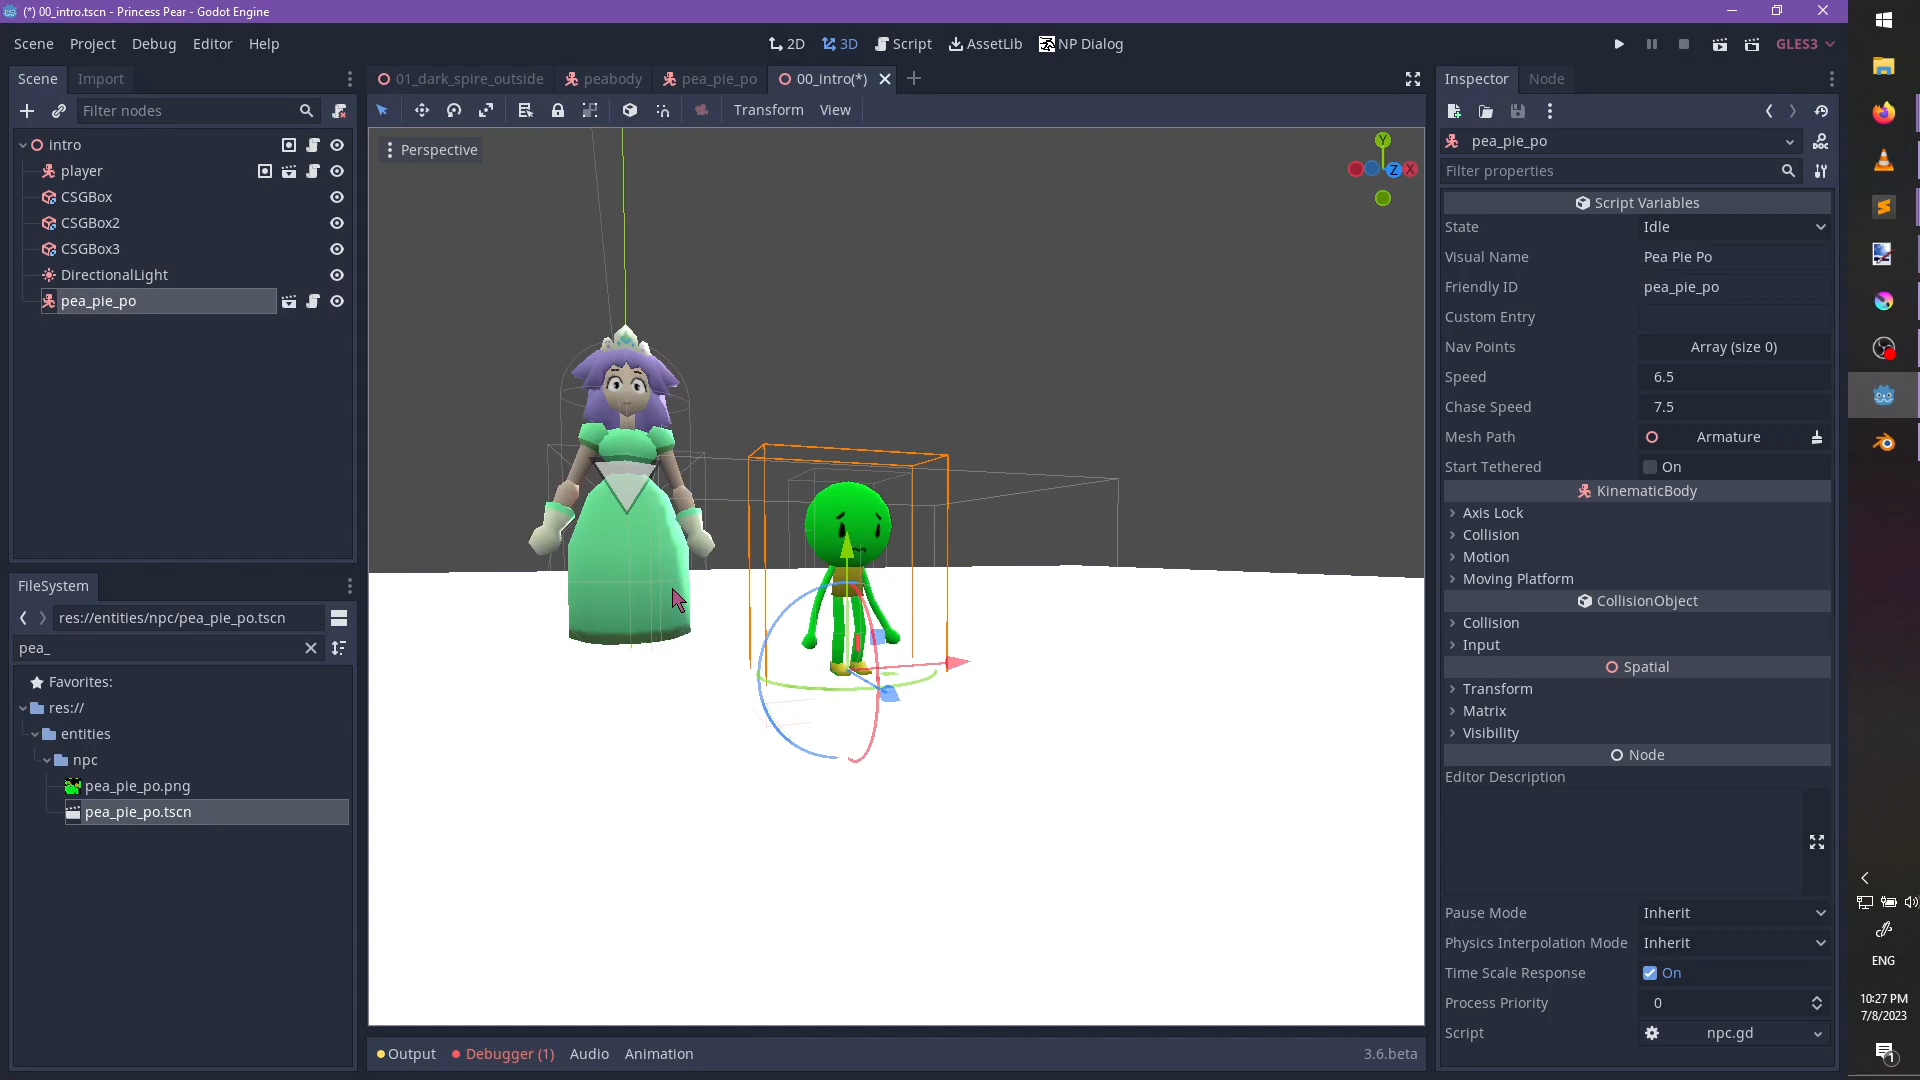 (*) 00_intro.tscn - Princess Pear - Godot Engine
Scene Project Debug Editor Help
2D 3D Script AssetLib NP Dialog
GLES3
Scene Import
01_dark_spire_outside peabody pea_pie_po 00_intro(*)
Inspector Node
Filter nodes
Transform View
intro
player
CSGBox
CSGBox2
CSGBox3
DirectionalLight
pea_pie_po
Perspective
Y
Z X
FileSystem
res://entities/npc/pea_pie_po.tscn
pea_
Favorites:
res://
entities
npc
pea_pie_po.png
pea_pie_po.tscn
Output Debugger (1) Audio Animation 3.6.beta
pea_pie_po
Filter properties
Script Variables
State Idle
Visual Name Pea Pie Po
Friendly ID pea_pie_po
Custom Entry
Nav Points Array (size 0)
Speed 6.5
Chase Speed 7.5
Mesh Path Armature
Start Tethered On
KinematicBody
Axis Lock
Collision
Motion
Moving Platform
CollisionObject
Collision
Input
Spatial
Transform
Matrix
Visibility
Node
Editor Description
Pause Mode Inherit
Physics Interpolation Mode Inherit
Time Scale Response On
Process Priority 0
Script npc.gd
ENG
10:27 PM
7/8/2023
1